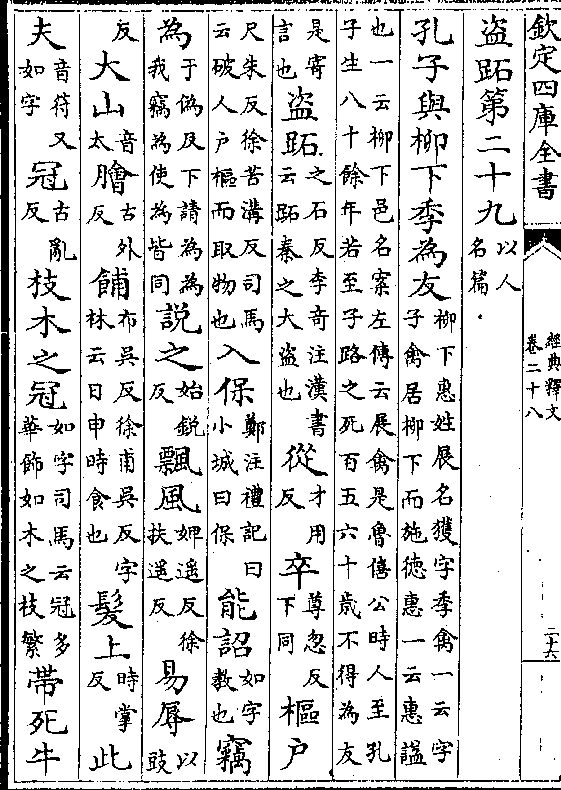 欽定四庫全書
經典釋文
卷二十八
二十六
盜跖第二十九以人名篇
孔子與柳下季為友柳下惠姓展名獲字季禽一云字子禽居柳下而施徳惠一云惠謚
也一云柳下邑名案左傳云展禽是魯僖公時人至孔子生八十餘年若至子路之死百五六十歳不得為友
是寄言也盜跖之石反李奇注漢書云跖秦之大盜也從才用反卒尊忽反下同樞户
尺朱反徐苦溝反司馬云破人户樞而取物也入保鄭注禮記曰小城曰保能詔如字教也竊
為于偽反下請為為我竊為使為皆同說之始銳反飄風婢遥反徐扶遥反易辱以豉
反大山音太膾古外反餔布吳反徐甫吳反字林云日申時食也髮上時掌反此
夫音符又如字冠古亂反枝木之冠如字司馬云冠多華飾如木之枝繁帶死牛